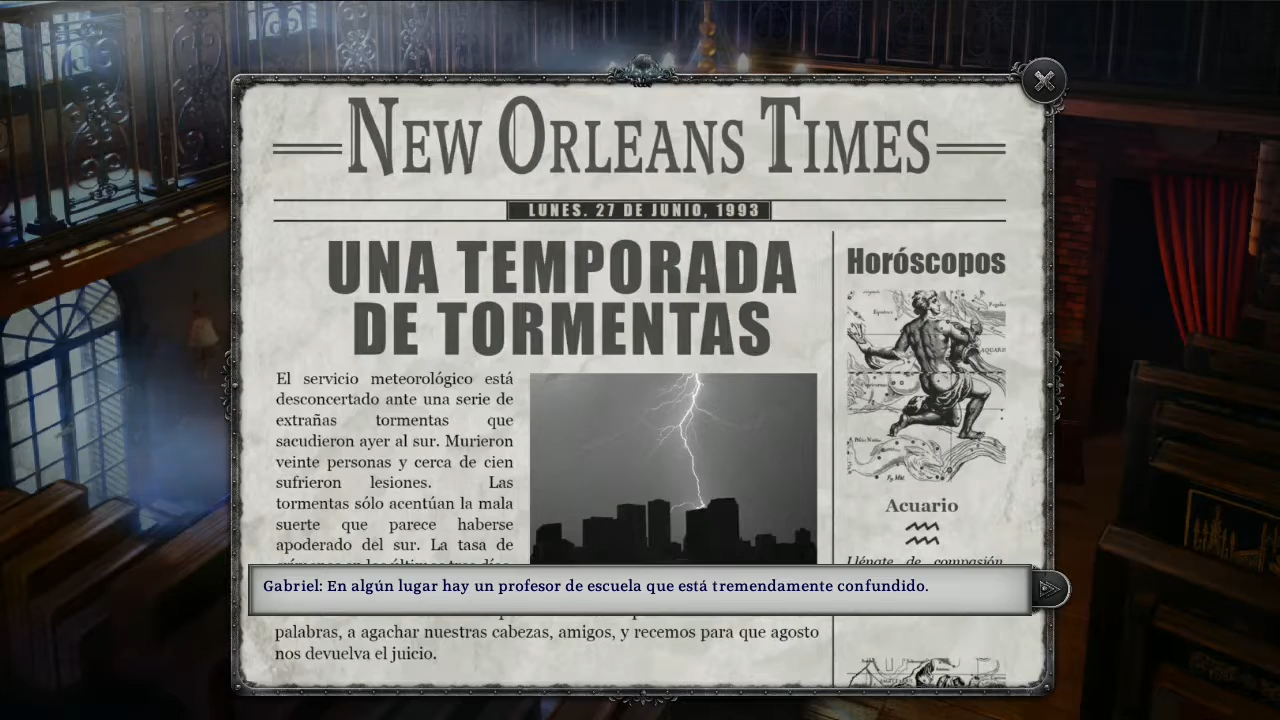 NEW ORLEANS TIMES
LUNES. 27 DE JUNIO, 1993
UNA TEMPORADA
DE TORMENTAS
El servicio meteorológico está
desconcertado ante una serie de
extrañas tormentas que
sacudieron ayer al sur. Murieron
veinte personas y cerca de cien
sufrieron lesiones. Las
tormentas sólo acentúan la mala
suerte que parece haberse
apoderado del sur. La tasa de
palabras, a agachar nuestras cabezas, amigos, y recemos para que agosto
nos devuelva el juicio.
Horóscopos
Acuario
Llénate de compasión
Gabriel: En algún lugar hay un profesor de escuela que está tremendamente confundido.